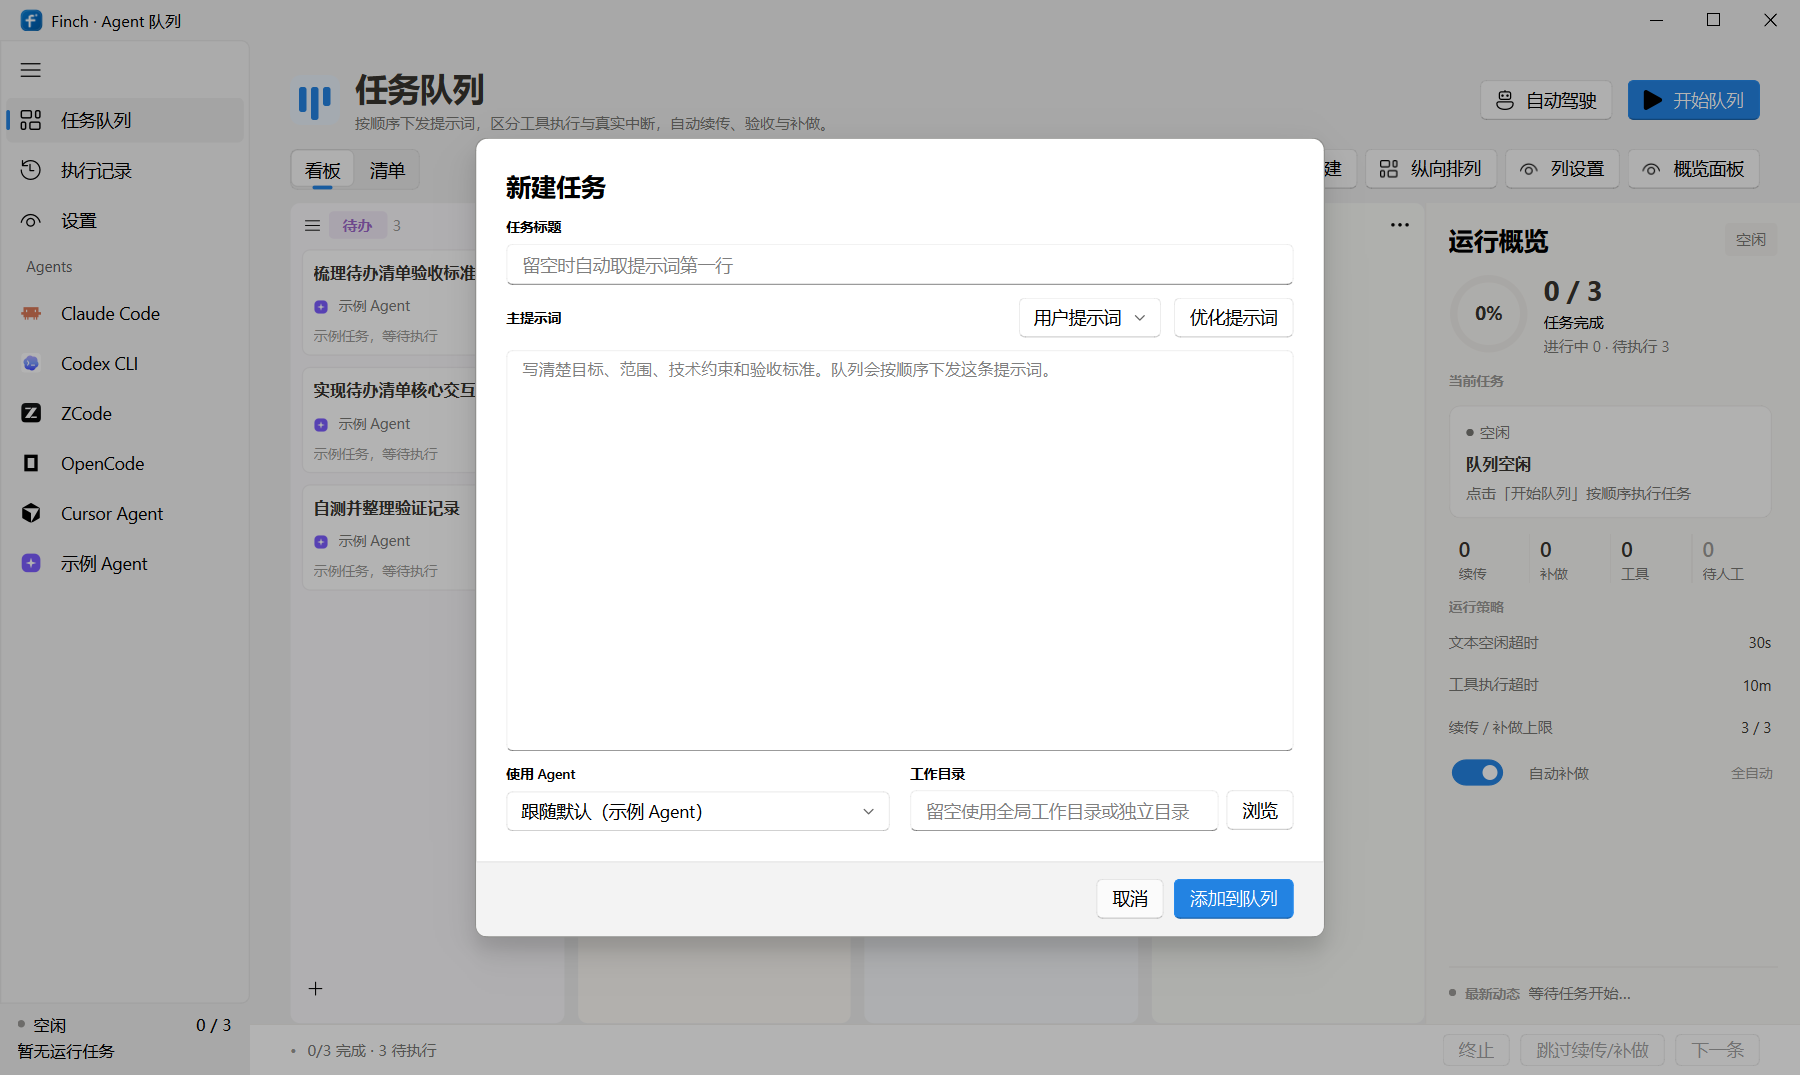 Finch · Agent 队列
任务队列
执行记录
设置
Agents
Claude Code
Codex CLI
ZCode
OpenCode
Cursor Agent
示例 Agent
空闲
0 / 3
暂无运行任务
任务队列
按顺序下发提示词，区分工具执行与真实中断，自动续传、验收与补做。
自动驾驶
开始队列
看板
清单
建
纵向排列
列设置
概览面板
待办
3
梳理待办清单验收标准
示例 Agent
示例任务，等待执行
实现待办清单核心交互
示例 Agent
示例任务，等待执行
自测并整理验证记录
示例 Agent
示例任务，等待执行
新建任务
任务标题
留空时自动取提示词第一行
主提示词
用户提示词
优化提示词
写清楚目标、范围、技术约束和验收标准。队列会按顺序下发这条提示词。
使用 Agent
跟随默认（示例 Agent）
工作目录
留空使用全局工作目录或独立目录
浏览
取消
添加到队列
运行概览
空闲
0%
0 / 3
任务完成
进行中 0 · 待执行 3
当前任务
空闲
队列空闲
点击「开始队列」按顺序执行任务
0
续传
0
补做
0
工具
0
待人工
运行策略
文本空闲超时
30s
工具执行超时
10m
续传 / 补做上限
3 / 3
自动补做
全自动
最新动态
等待任务开始...
0/3 完成 · 3 待执行
终止
跳过续传/补做
下一条